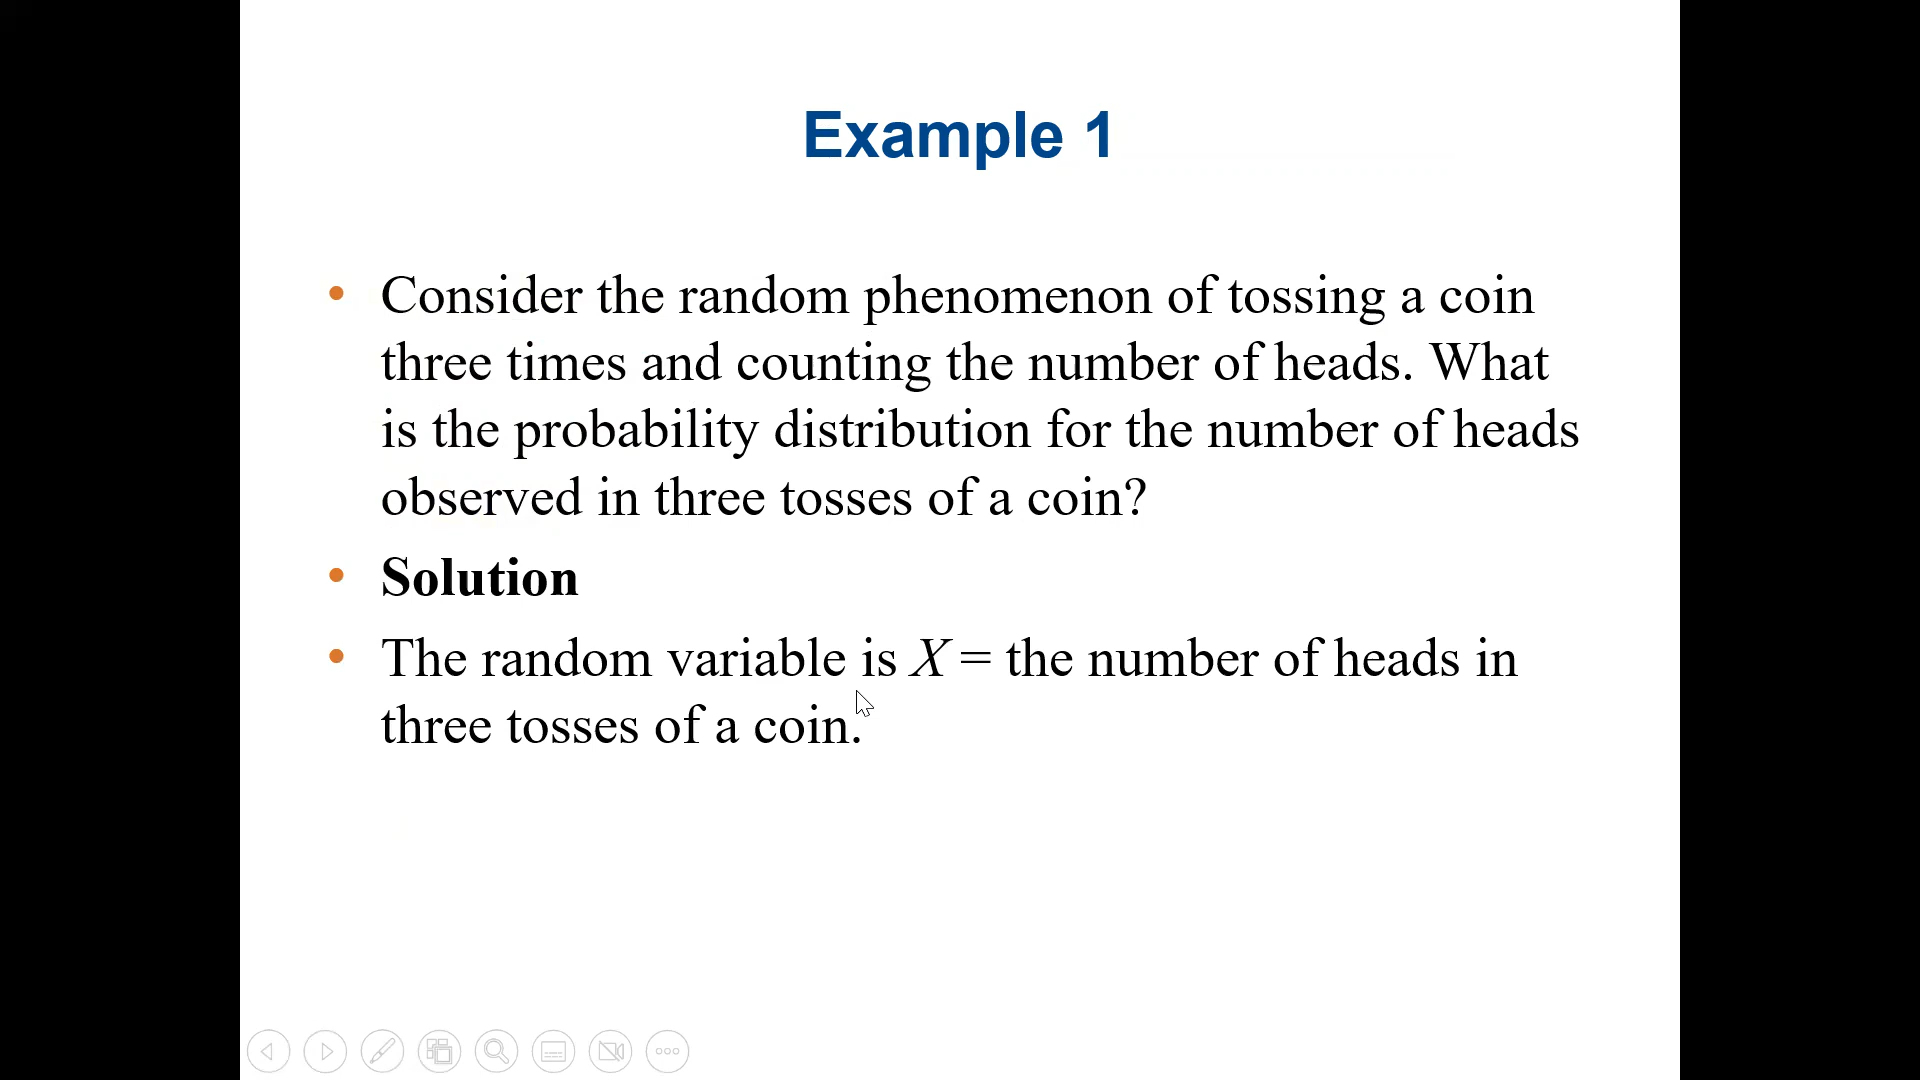 Example 1
• Consider the random phenomenon of tossing a coin
three times and counting the number of heads. What
is the probability distribution for the number of heads
observed in three tosses of a coin?
• Solution
• The random variable is X = the number of heads in
three tosses of a coin.